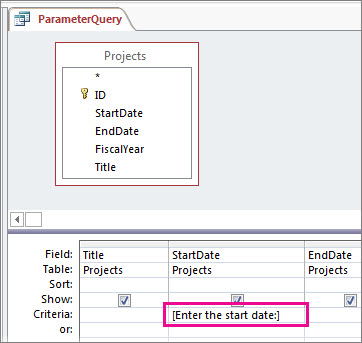 ParameterQuery
Projects
*
ID
StartDate
EndDate
FiscalYear
Title
Field: Title StartDate EndDate
Table: Projects Projects Projects
Sort:
Show:
Criteria: [Enter the start date:]
or: